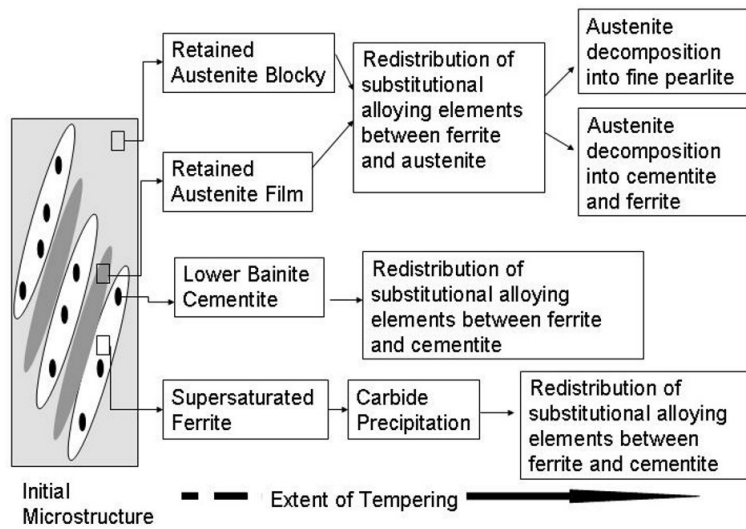 Retained
Austenite Blocky
Redistribution of
substitutional
alloying elements
between ferrite
and austenite
Austenite
decomposition
into fine pearlite
Austenite
decomposition
into cementite
and ferrite
Retained
Austenite Film
Lower Bainite
Cementite
Redistribution of
substitutional alloying
elements between ferrite
and cementite
Supersaturated
Ferrite
Carbide
Precipitation
Redistribution of
substitutional alloying
elements between
ferrite and cementite
Initial
Microstructure
Extent of Tempering